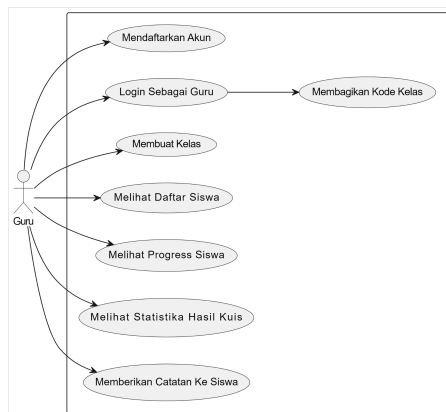 Mendaftarkan Akun
Login Sebagai Guru
Membagikan Kode Kelas
Membuat Kelas
Melihat Daftar Siswa
Guru
Melihat Progress Siswa
Melihat Statistika Hasil Kuis
Memberikan Catatan Ke Siswa